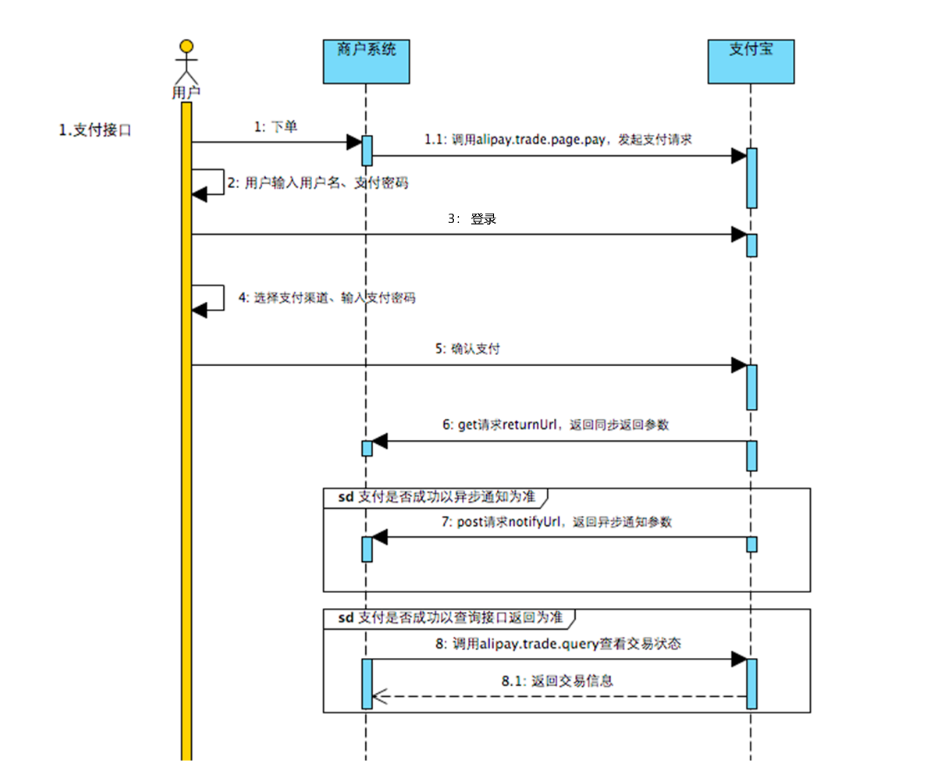 商户系统
支付宝
用户
1.支付接口
1: 下单
1.1: 调用alipay.trade.page.pay，发起支付请求
2: 用户输入用户名、支付密码
3: 登录
4: 选择支付渠道、输入支付密码
5: 确认支付
6: get请求returnUrl，返回同步返回参数
sd 支付是否成功以异步通知为准
7: post请求notifyUrl，返回异步通知参数
sd 支付是否成功以查询接口返回为准
8: 调用alipay.trade.query查看交易状态
8.1: 返回交易信息